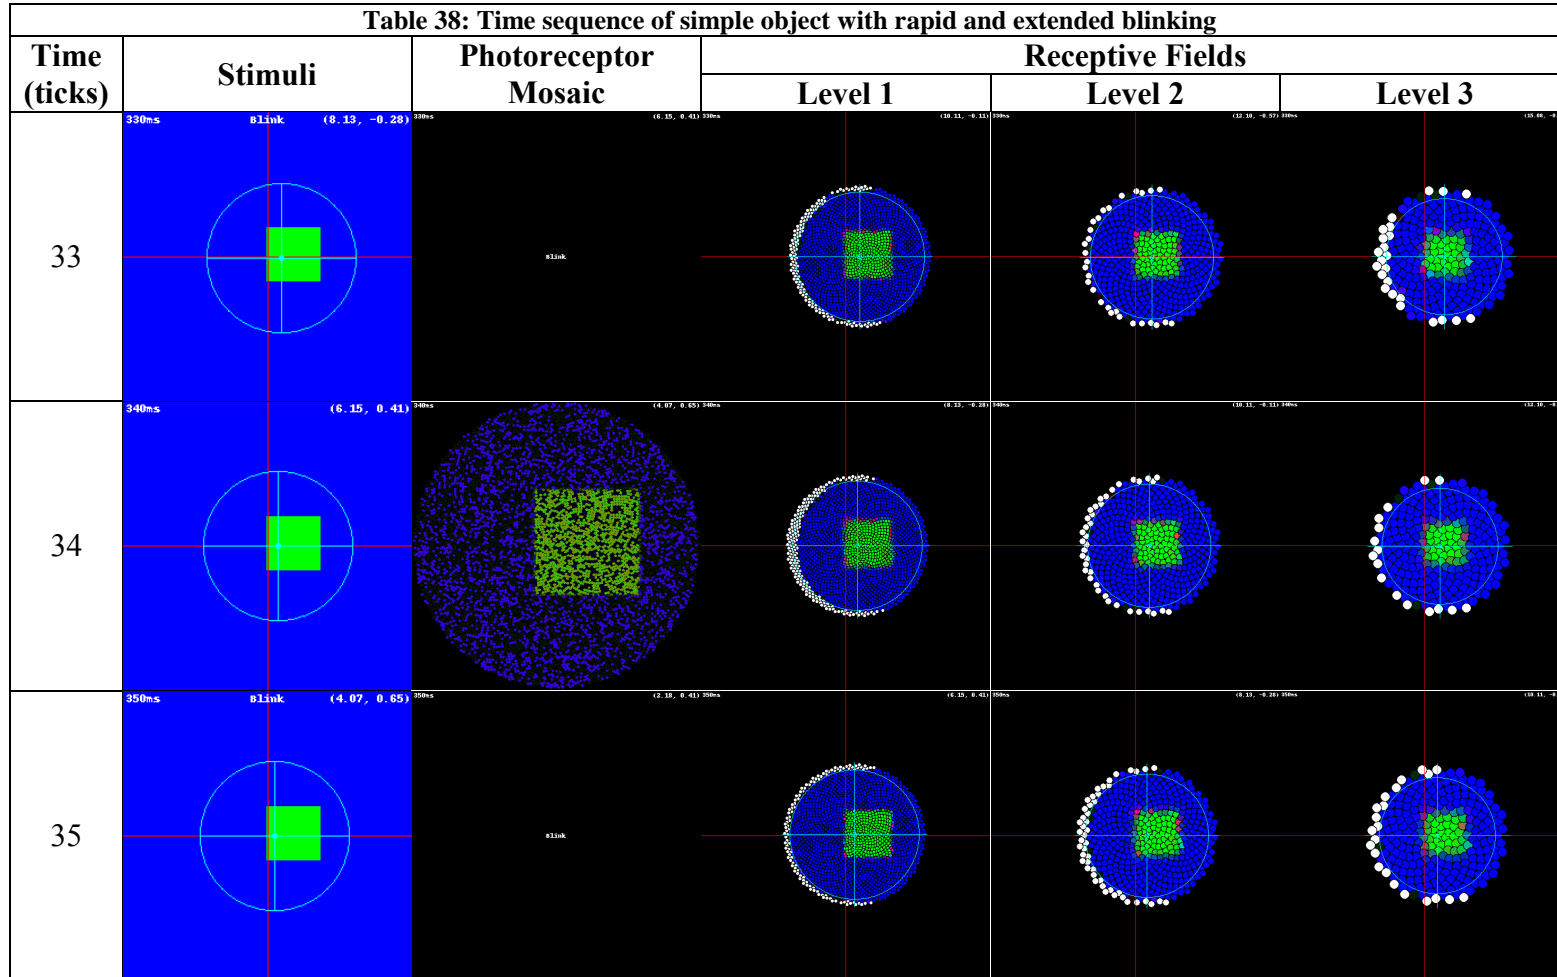 Table 38: Time sequence of simple object with rapid and extended blinking
Time (ticks)
Stimuli
Photoreceptor Mosaic
Receptive Fields
Level 1
Level 2
Level 3
33
330ms Blink (8.13, -0.28)
330ms (6.15, 0.41)
Blink
330ms (10.11, -0.11)
330ms (12.10, -0.57)
330ms (15.08, -0.
34
340ms (6.15, 0.41)
340ms (4.07, 0.65)
340ms (8.13, -0.28)
340ms (10.11, -0.11)
340ms (12.10, -0.
35
350ms Blink (4.07, 0.65)
350ms (2.18, 0.41)
Blink
350ms (6.15, 0.41)
350ms (8.13, -0.28)
350ms (10.11, -0.